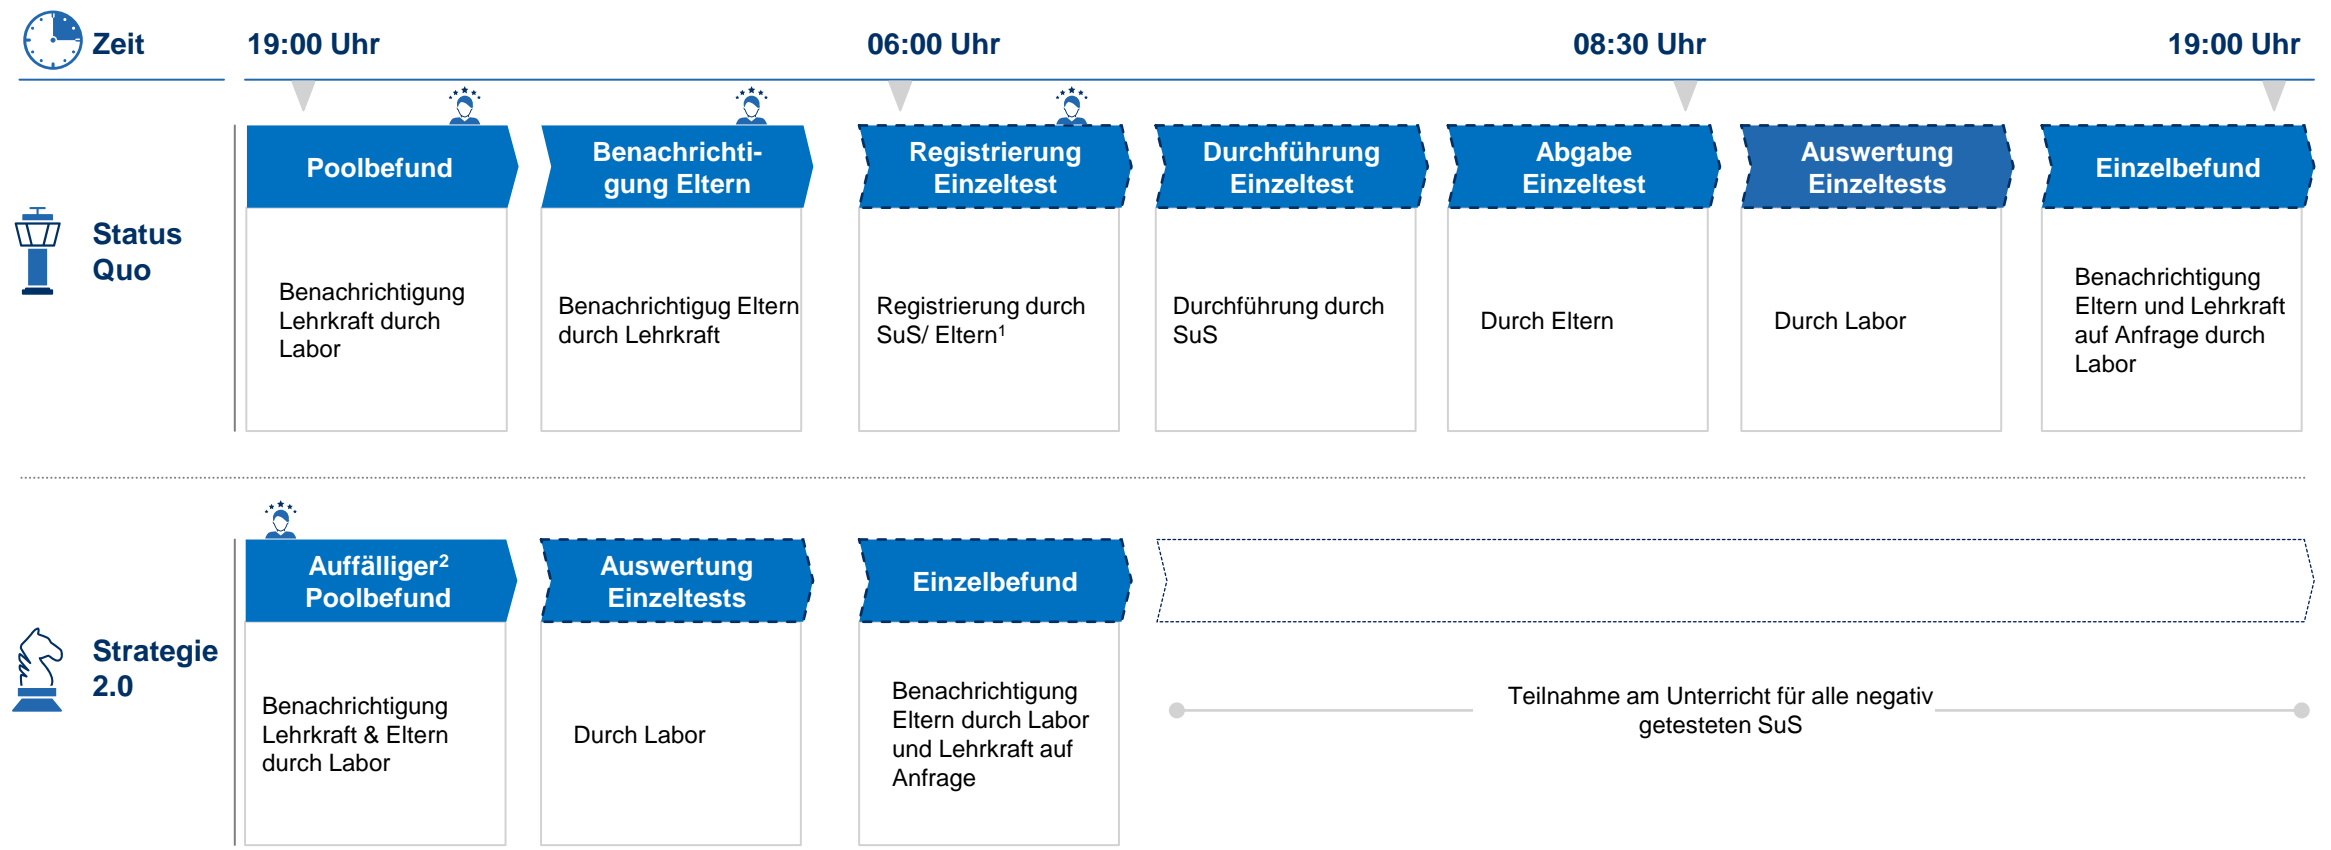 Zeit
19:00 Uhr
06:00 Uhr
08:30 Uhr
19:00 Uhr
Status
Quo
Poolbefund
Benachrichtigung
Lehrkraft durch
Labor
Benachrichti-
gung Eltern
Benachrichtigug Eltern
durch Lehrkraft
Registrierung
Einzeltest
Registrierung durch
SuS/ Eltern¹
Durchführung
Einzeltest
Durchführung durch
SuS
Abgabe
Einzeltest
Durch Eltern
Auswertung
Einzeltests
Durch Labor
Einzelbefund
Benachrichtigung
Eltern und Lehrkraft
auf Anfrage durch
Labor
Strategie
2.0
Auffälliger²
Poolbefund
Benachrichtigung
Lehrkraft & Eltern
durch Labor
Auswertung
Einzeltests
Durch Labor
Einzelbefund
Benachrichtigung
Eltern durch Labor
und Lehrkraft auf
Anfrage
Teilnahme am Unterricht für alle negativ
getesteten SuS